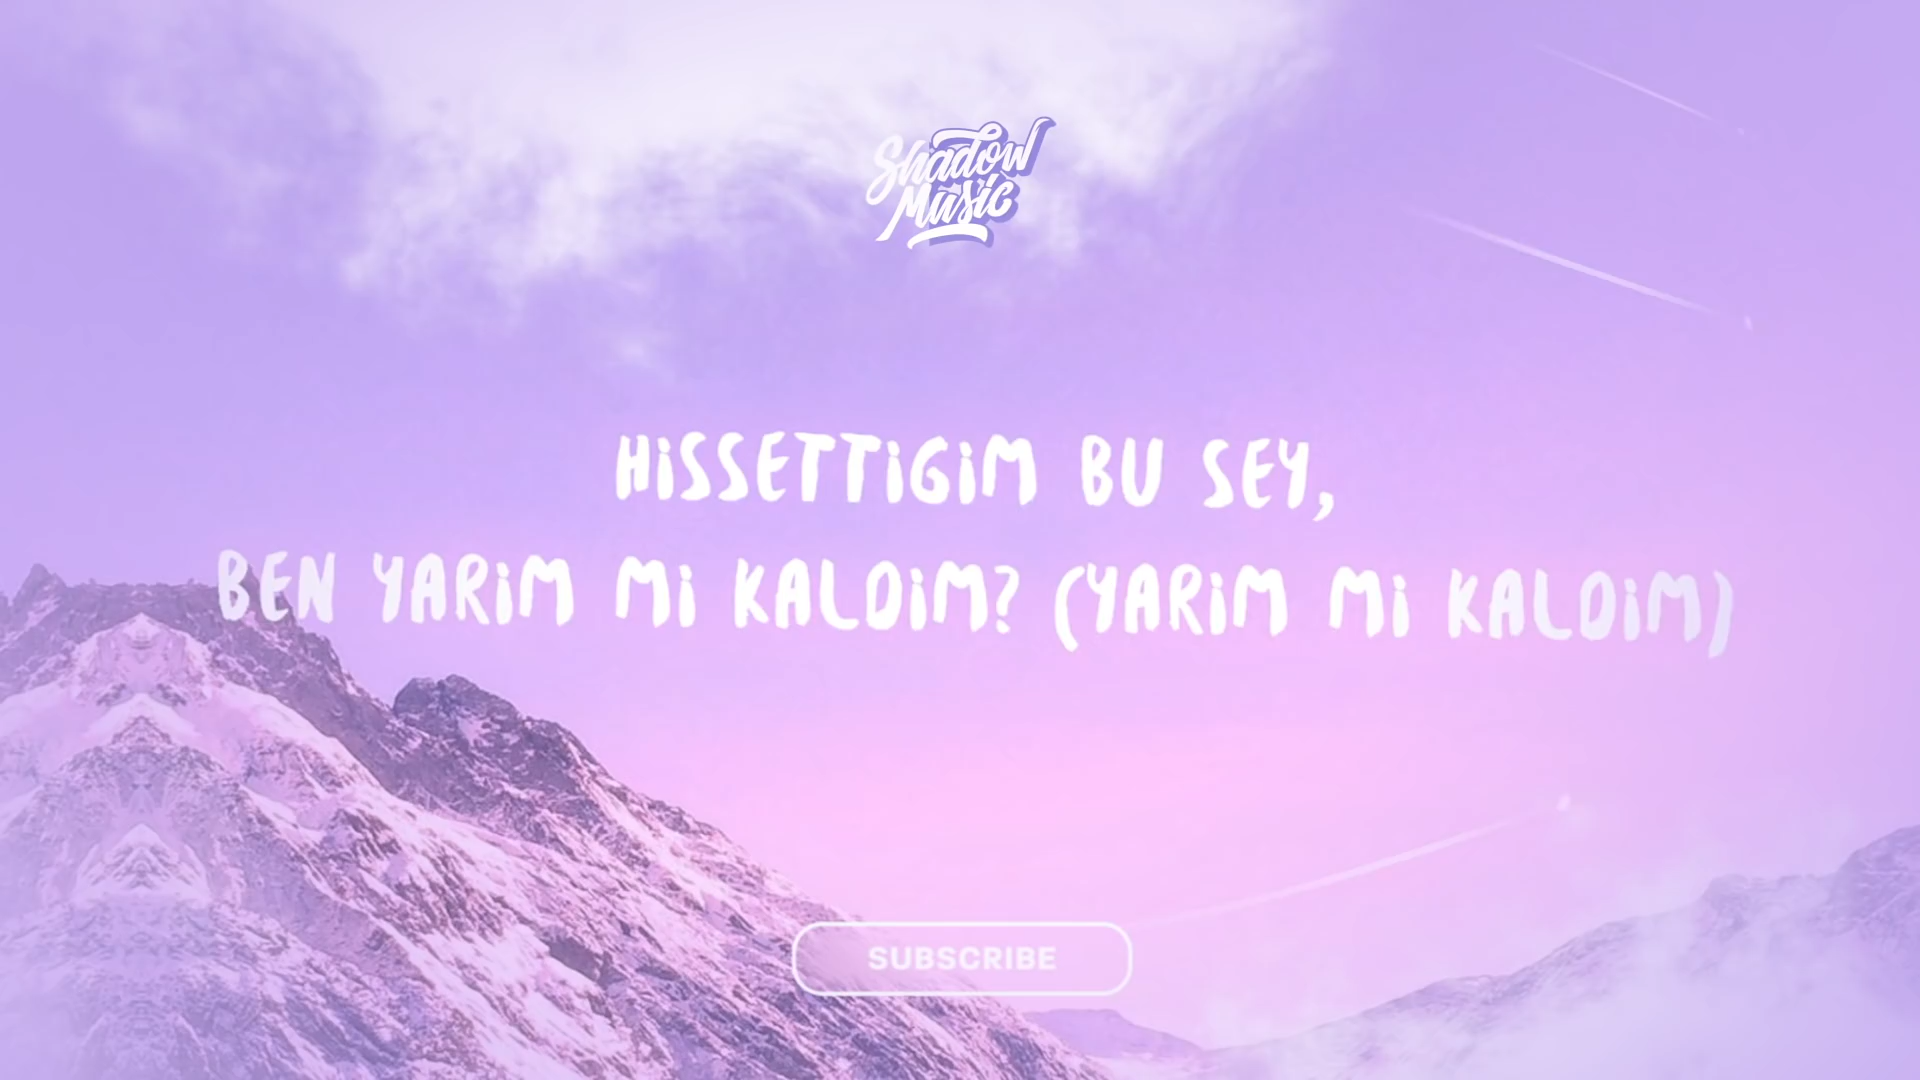 Shadow
Music
HiSSETTiGiM BU SEY,
BEN YARiM Mi KALDiM? (YARiM Mi KALDiM)
SUBSCRIBE